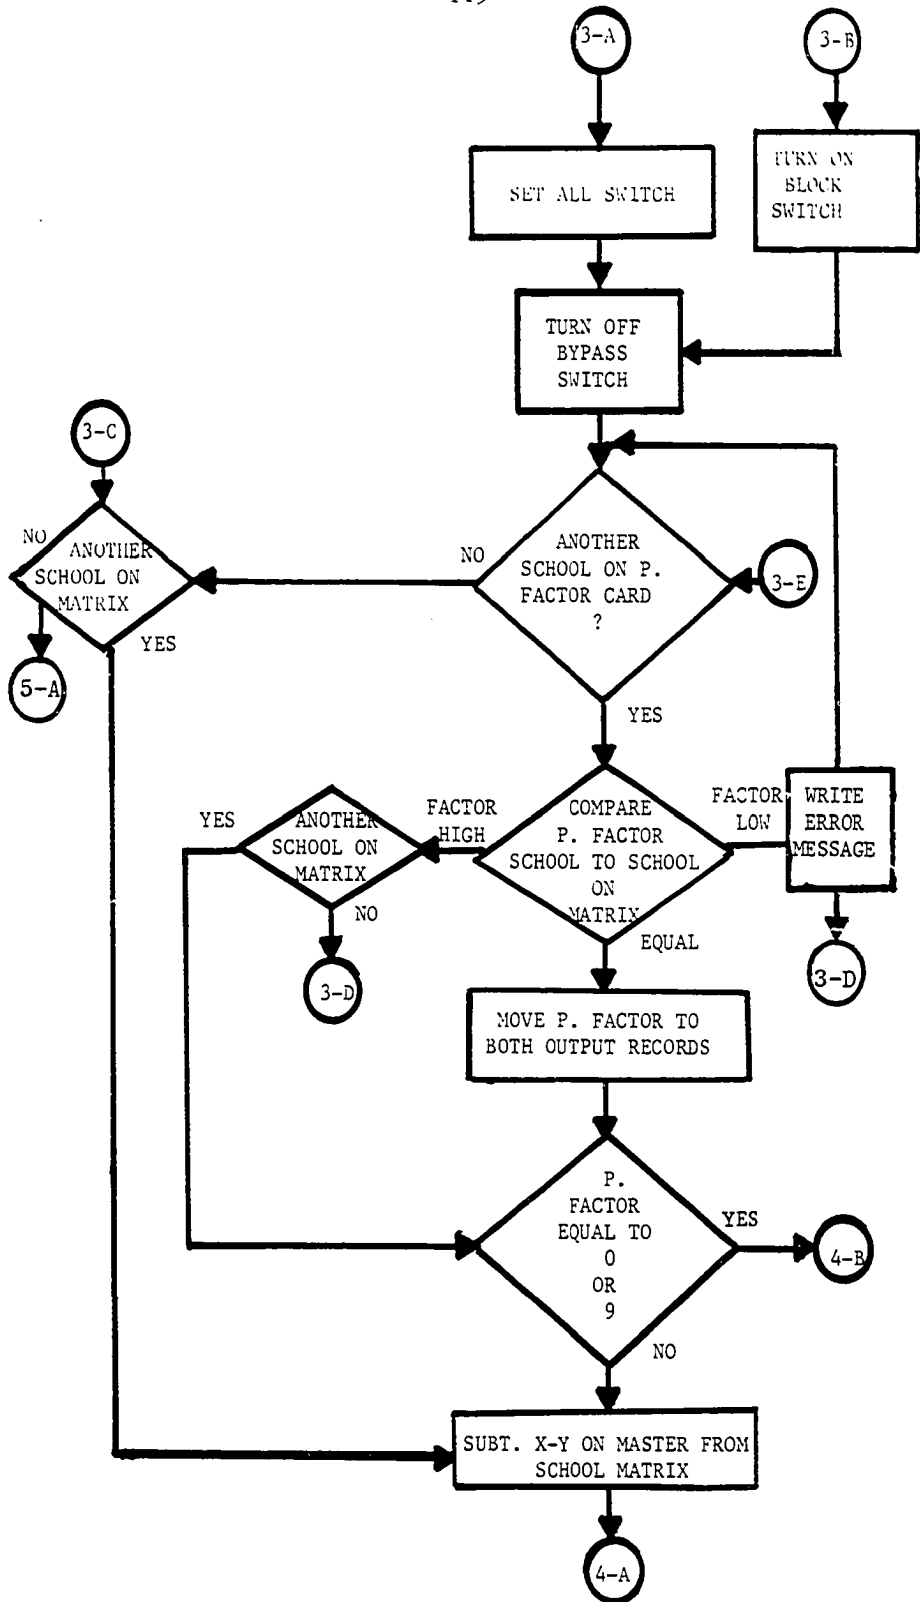 3-A
3-B
SET ALL SWITCH
TURN ON
BLOCK
SWITCH
TURN OFF
BYPASS
SWITCH
3-C
NO
ANOTHER
SCHOOL ON
MATRIX
YES
5-A
NO
ANOTHER
SCHOOL ON P.
FACTOR CARD
?
3-E
YES
YES
ANOTHER
SCHOOL ON
MATRIX
NO
3-D
FACTOR
HIGH
COMPARE
P. FACTOR
SCHOOL TO SCHOOL
ON
MATRIX
EQUAL
FACTOR
LOW
WRITE
ERROR
MESSAGE
3-D
MOVE P. FACTOR TO
BOTH OUTPUT RECORDS
P.
FACTOR
EQUAL TO
0
OR
9
YES
4-B
NO
SUBT. X-Y ON MASTER FROM
SCHOOL MATRIX
4-A